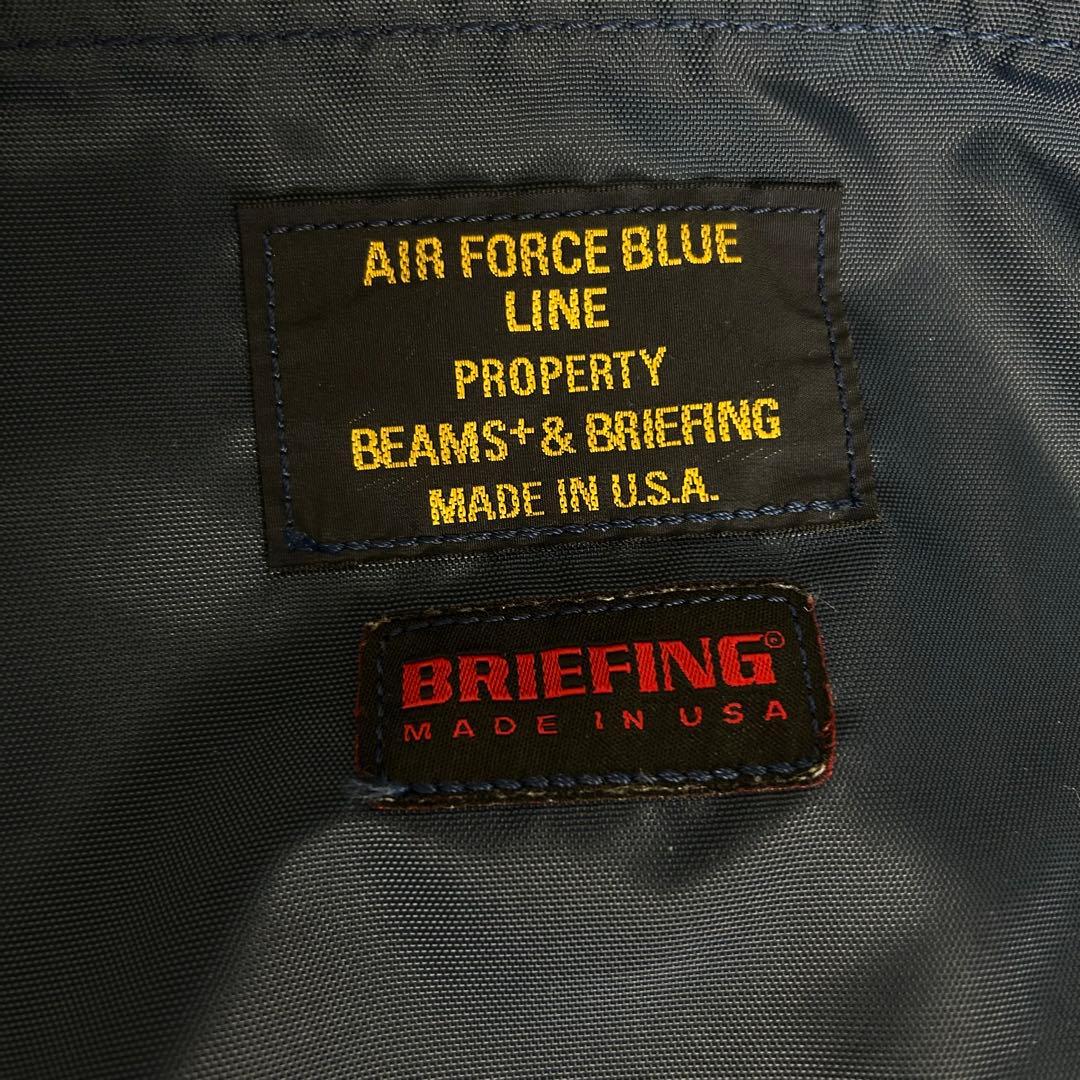 AIR FORCE BLUE
LINE
PROPERTY
BEAMS+ & BRIEFING
MADE IN U.S.A.
BRIEFING®
MADE IN USA